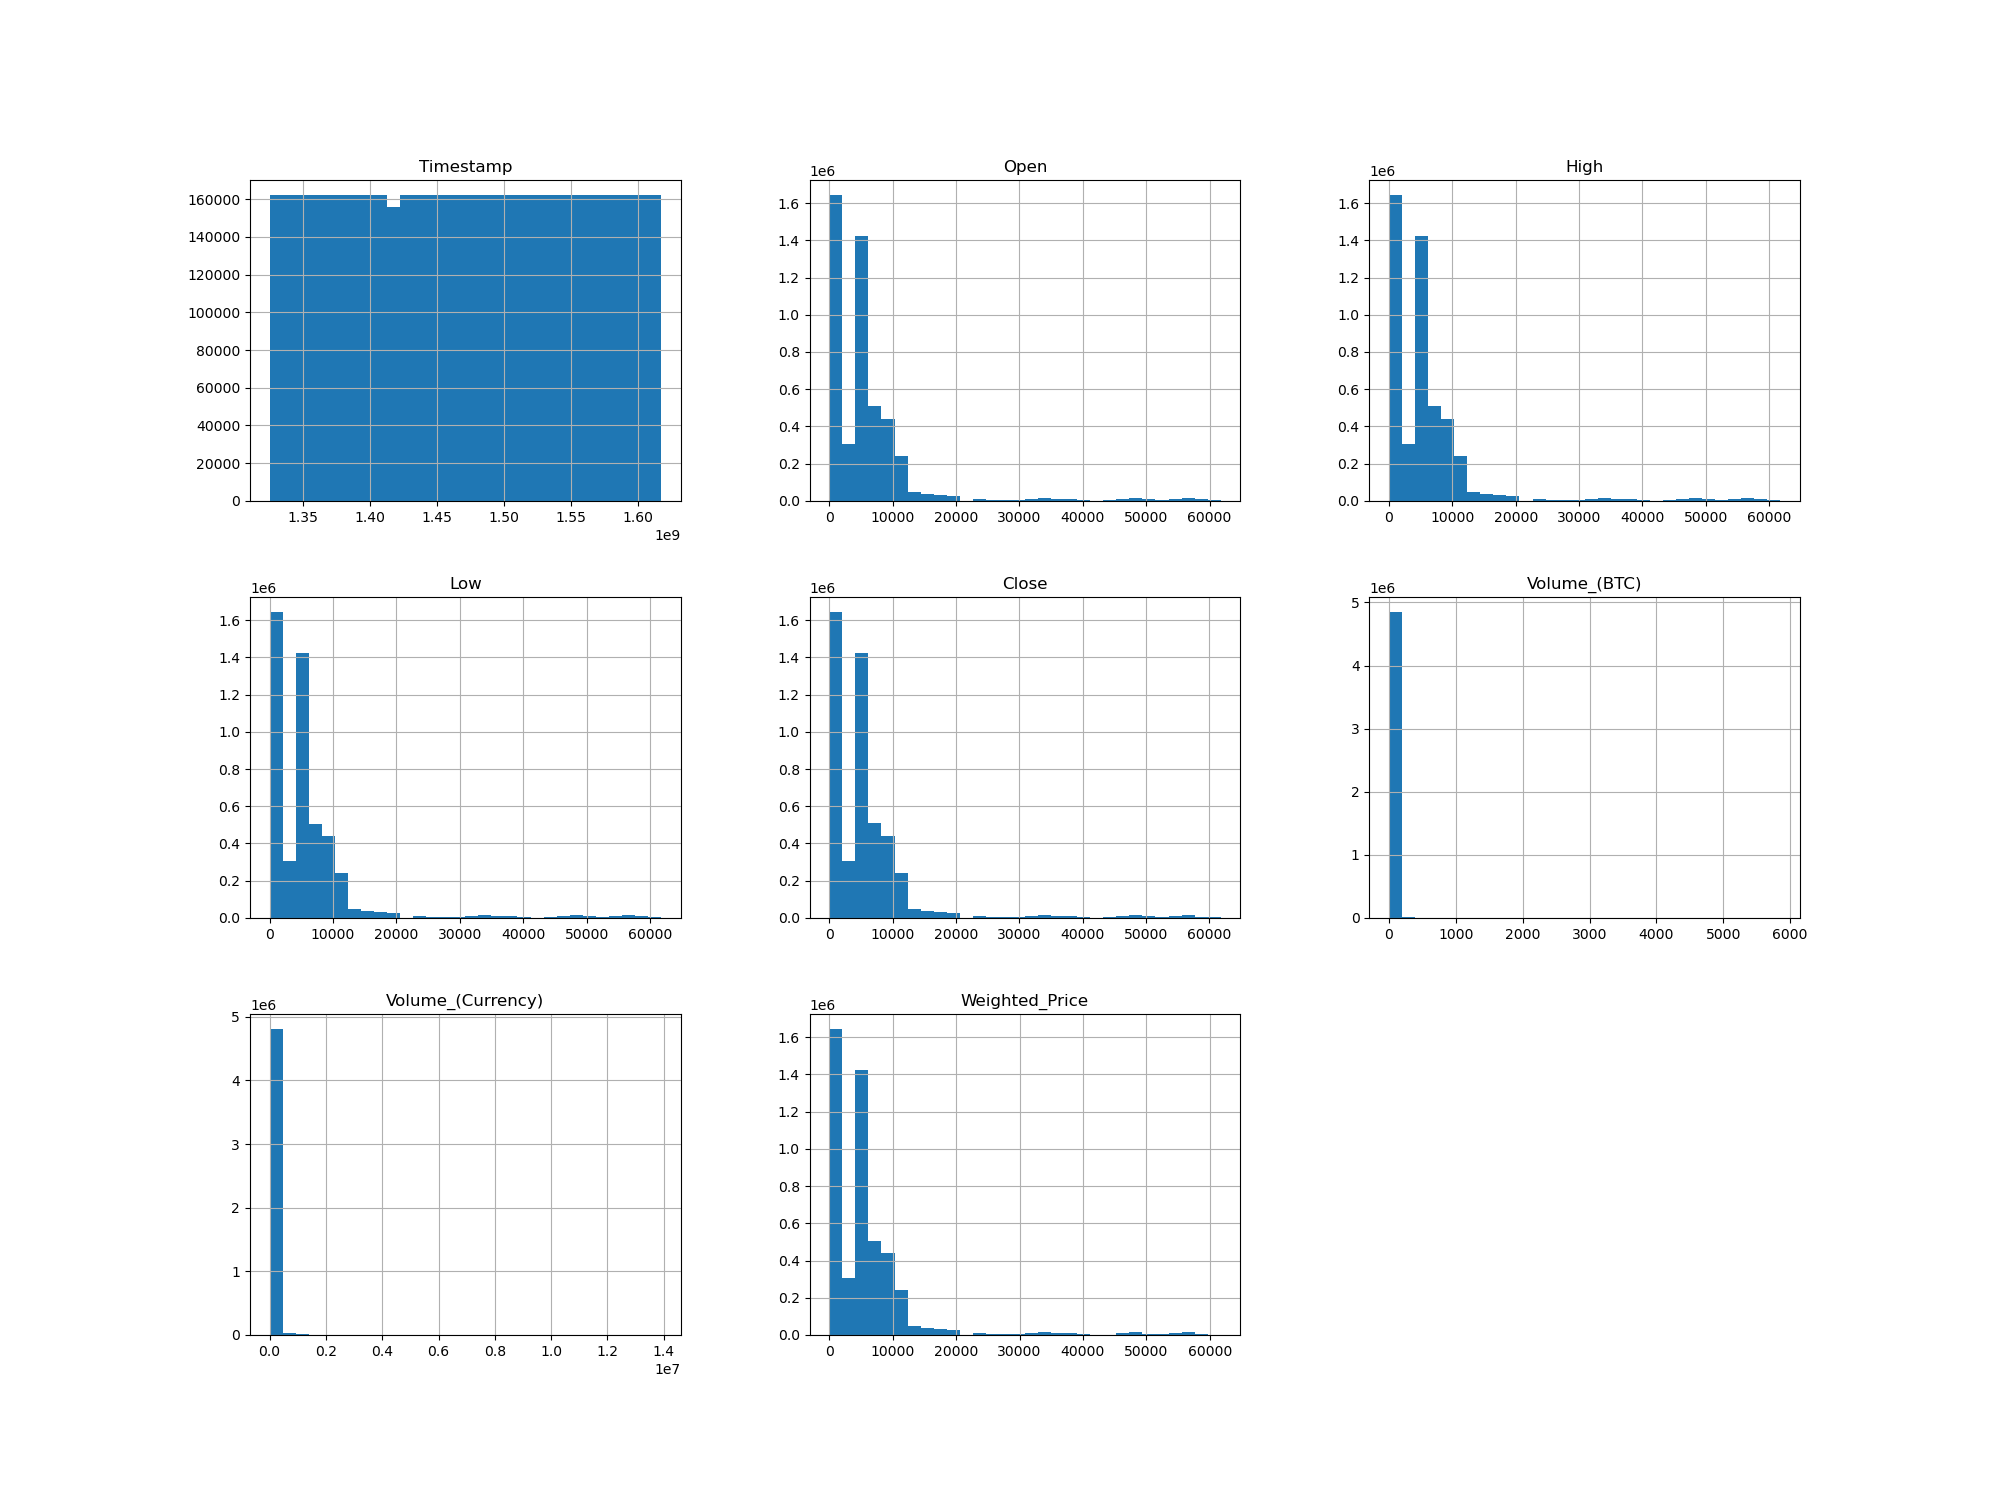 Timestamp
160000
140000
120000
100000
80000
60000
40000
20000
0
1.35 1.40 1.45 1.50 1.55 1.60
1e9
Open
1e6
1.6
1.4
1.2
1.0
0.8
0.6
0.4
0.2
0.0
0 10000 20000 30000 40000 50000 60000
High
1e6
1.6
1.4
1.2
1.0
0.8
0.6
0.4
0.2
0.0
0 10000 20000 30000 40000 50000 60000
Low
1e6
1.6
1.4
1.2
1.0
0.8
0.6
0.4
0.2
0.0
0 10000 20000 30000 40000 50000 60000
Close
1e6
1.6
1.4
1.2
1.0
0.8
0.6
0.4
0.2
0.0
0 10000 20000 30000 40000 50000 60000
Volume_(BTC)
1e6
5
4
3
2
1
0
0 1000 2000 3000 4000 5000 6000
Volume_(Currency)
1e6
5
4
3
2
1
0
0.0 0.2 0.4 0.6 0.8 1.0 1.2 1.4
1e7
Weighted_Price
1e6
1.6
1.4
1.2
1.0
0.8
0.6
0.4
0.2
0.0
0 10000 20000 30000 40000 50000 60000